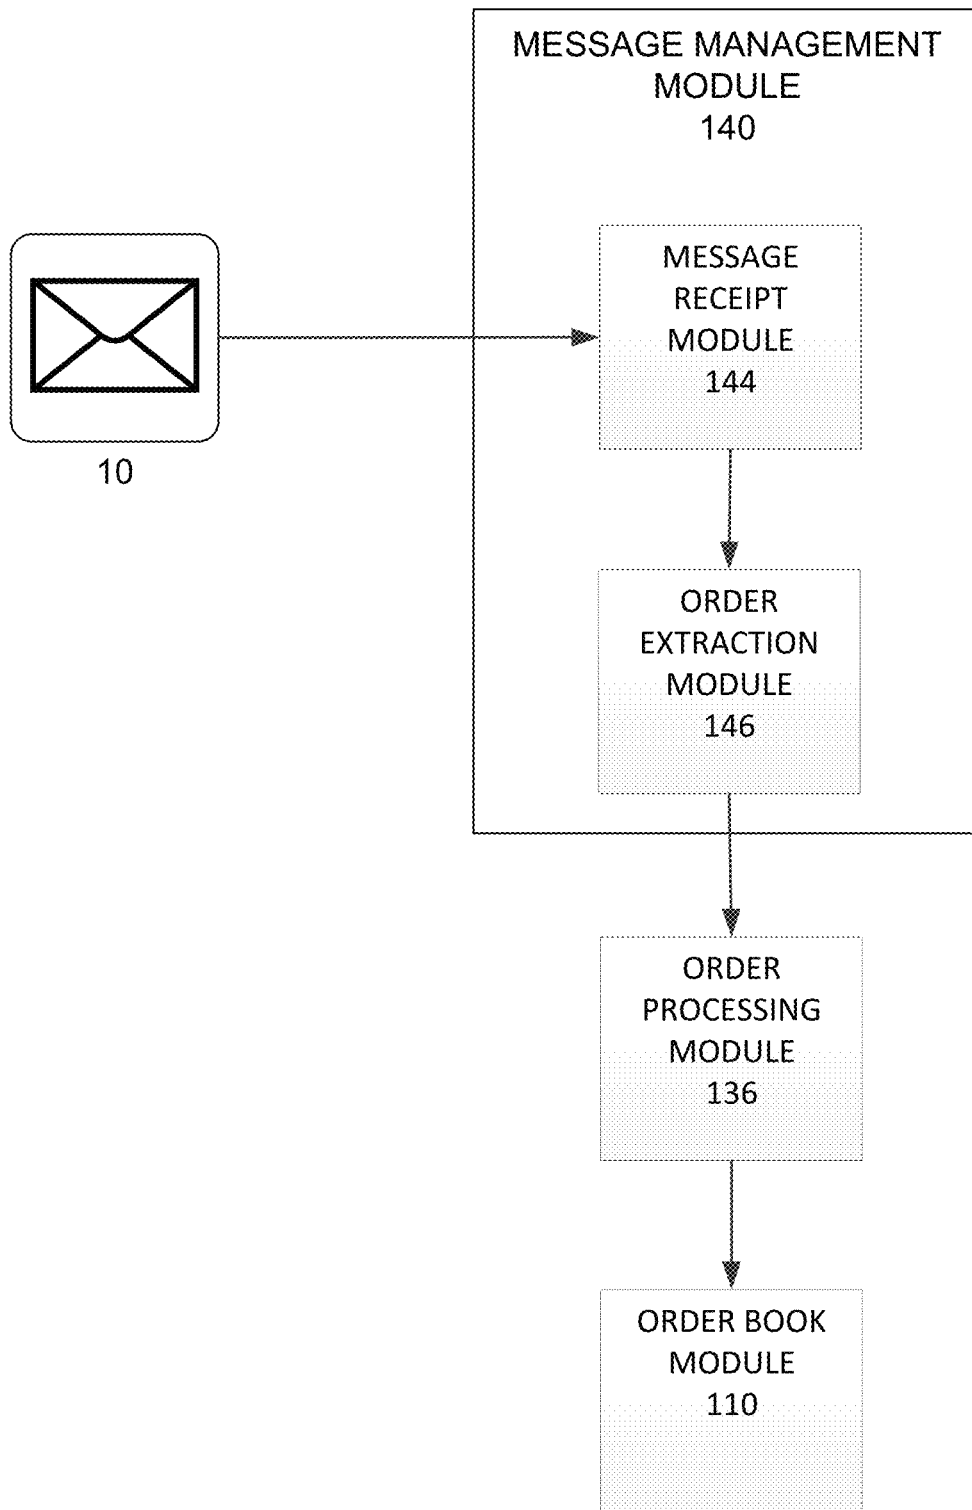 MESSAGE MANAGEMENT
MODULE
140
MESSAGE
RECEIPT
MODULE
144
10
ORDER
EXTRACTION
MODULE
146
ORDER
PROCESSING
MODULE
136
ORDER BOOK
MODULE
110